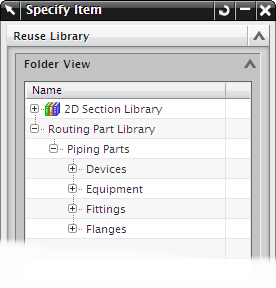 Specify Item
Reuse Library
Folder View
Name
2D Section Library
Routing Part Library
Piping Parts
Devices
Equipment
Fittings
Flanges